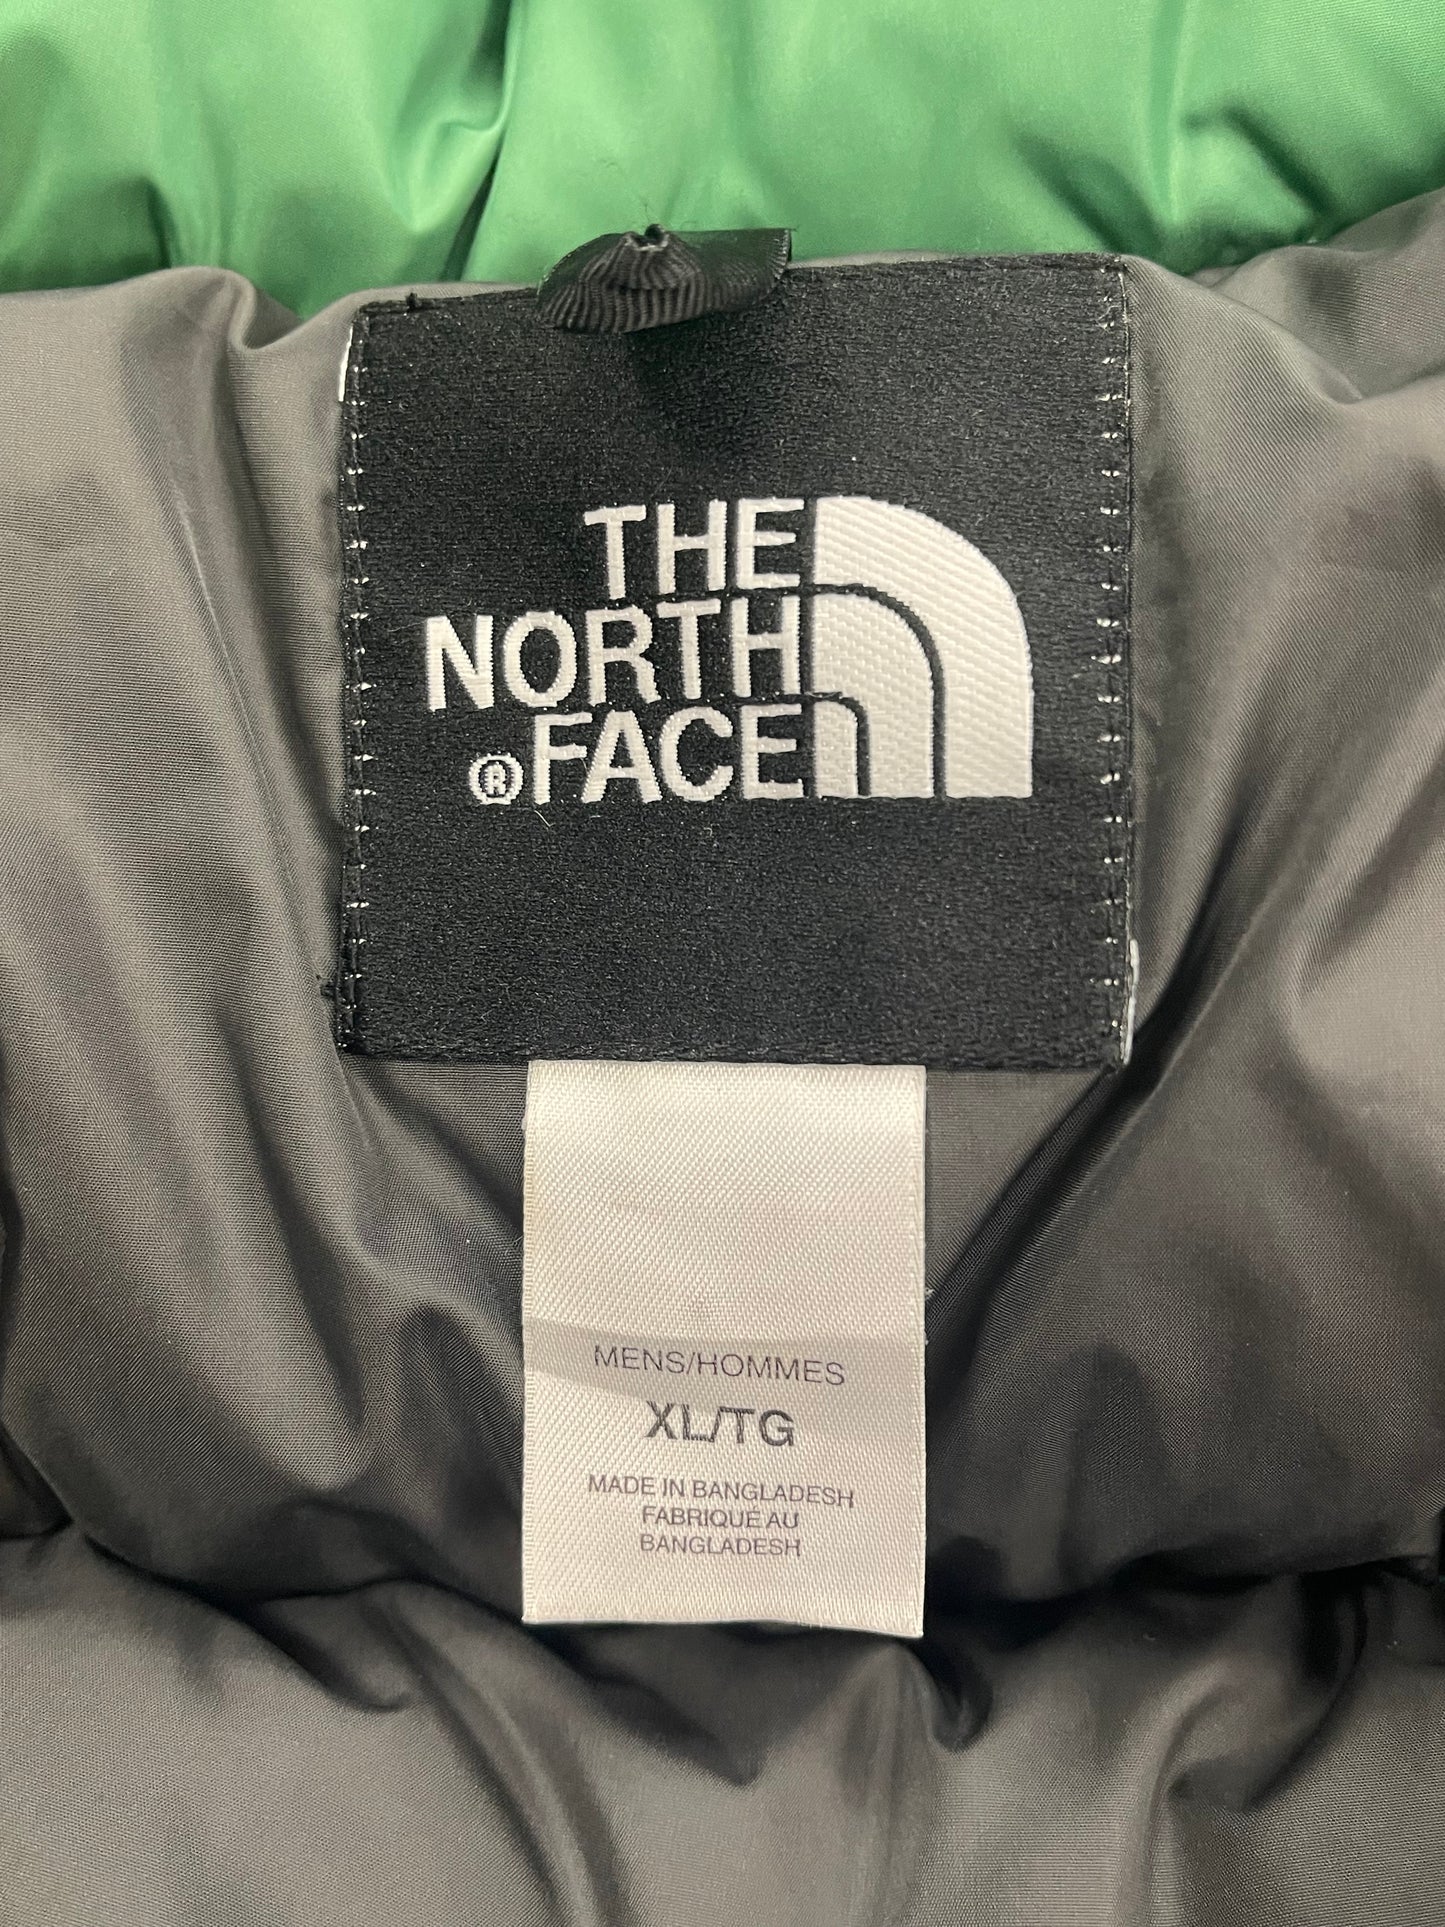 THE
NORTH
®FACE
MENS/HOMMES
XL/TG
MADE IN BANGLADESH
FABRIQUE AU
BANGLADESH